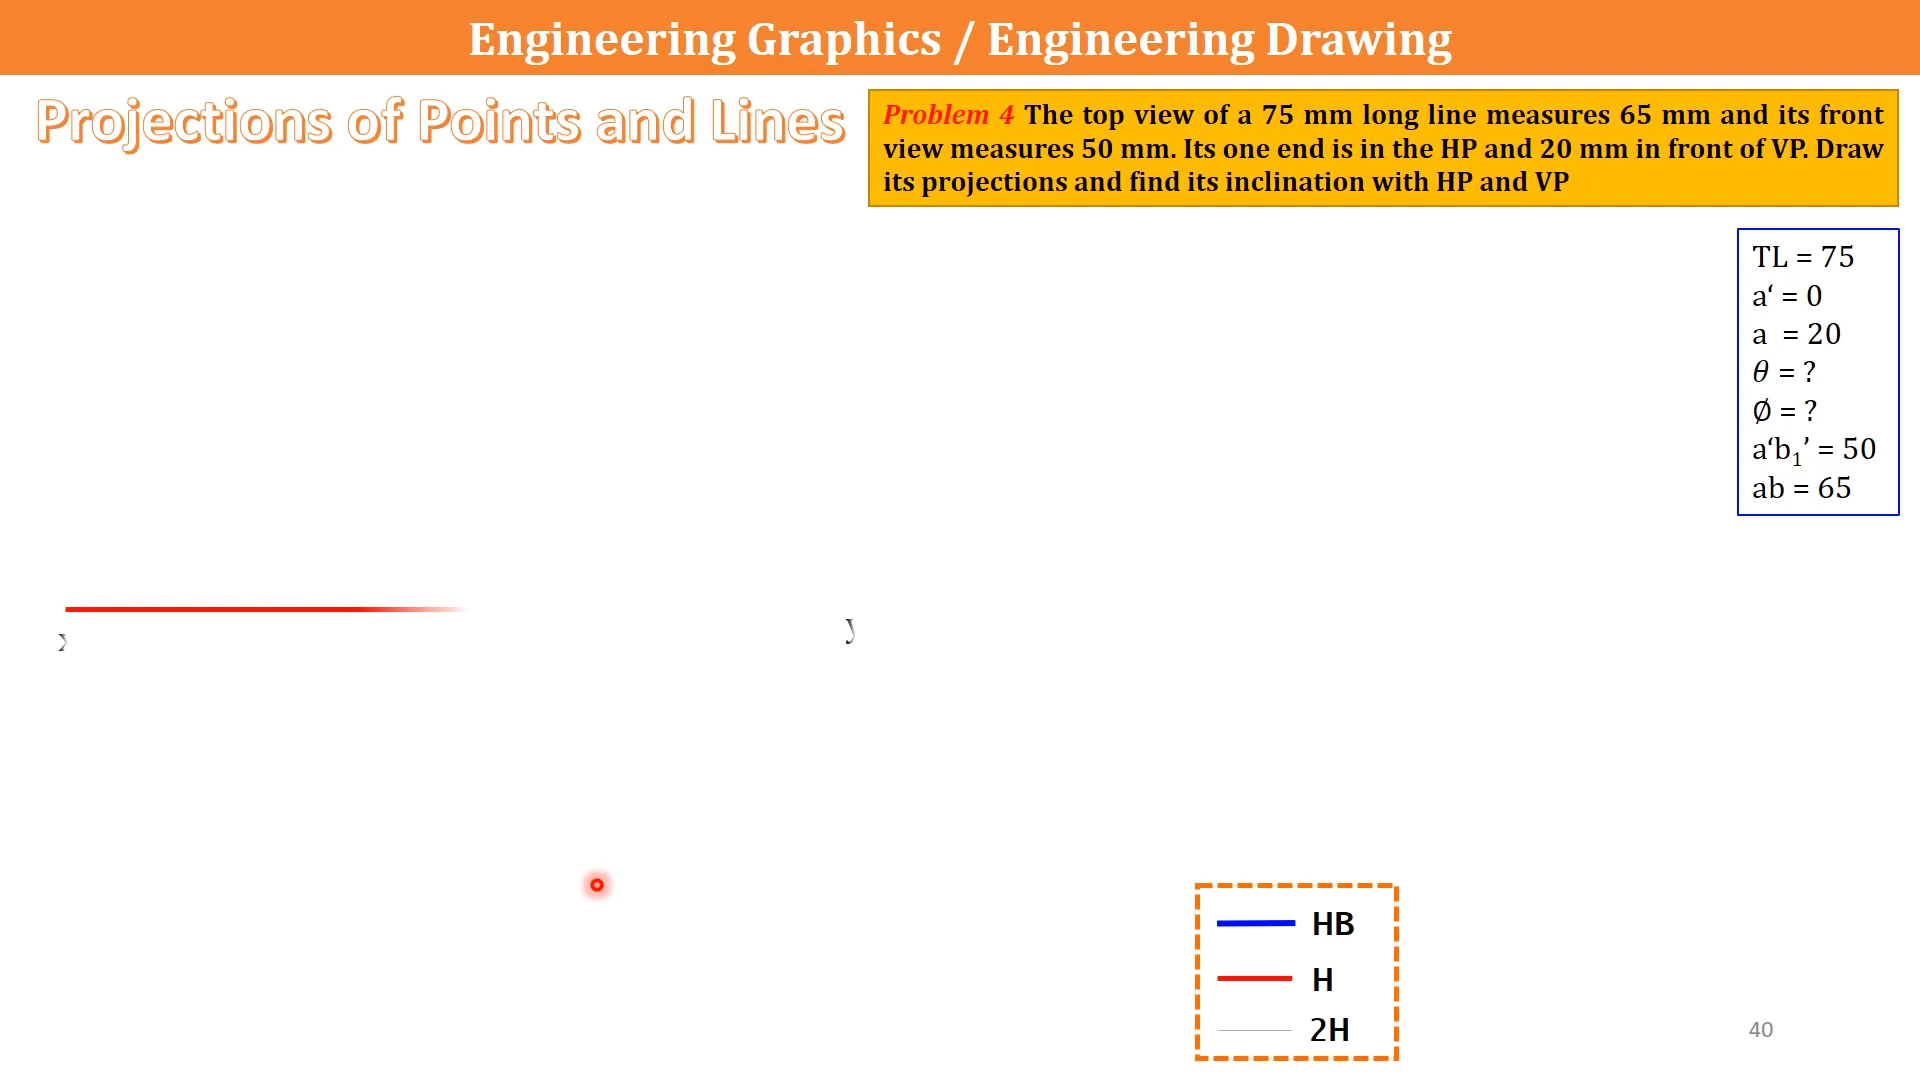 Engineering Graphics / Engineering Drawing
Projections of Points and Lines
Problem 4 The top view of a 75 mm long line measures 65 mm and its front
view measures 50 mm. Its one end is in the HP and 20 mm in front of VP. Draw
its projections and find its inclination with HP and VP
TL = 75
a‘ = 0
a = 20
θ = ?
∅ = ?
a‘b₁’ = 50
ab = 65
x
y
HB
H
2H
40